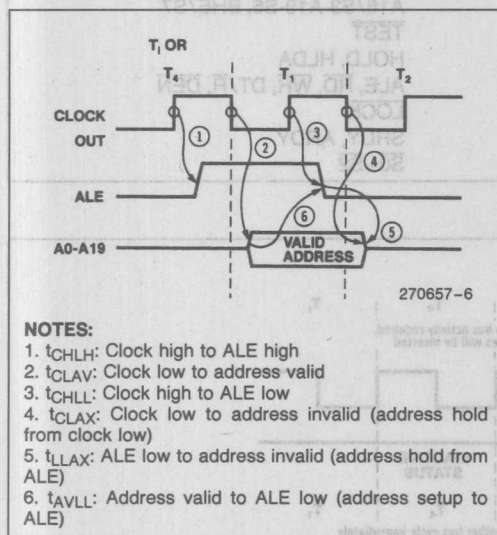 T₁ OR
T₄ T₁ T₂
CLOCK
OUT
① ② ③ ④
ALE
⑥ ⑤
A0-A19 VALID
ADDRESS
270657-6
NOTES:
1. tCHLH: Clock high to ALE high
2. tCLAV: Clock low to address valid
3. tCHLL: Clock high to ALE low
4. tCLAX: Clock low to address invalid (address hold
from clock low)
5. tLLAX: ALE low to address invalid (address hold from
ALE)
6. tAVLL: Address valid to ALE low (address setup to
ALE)